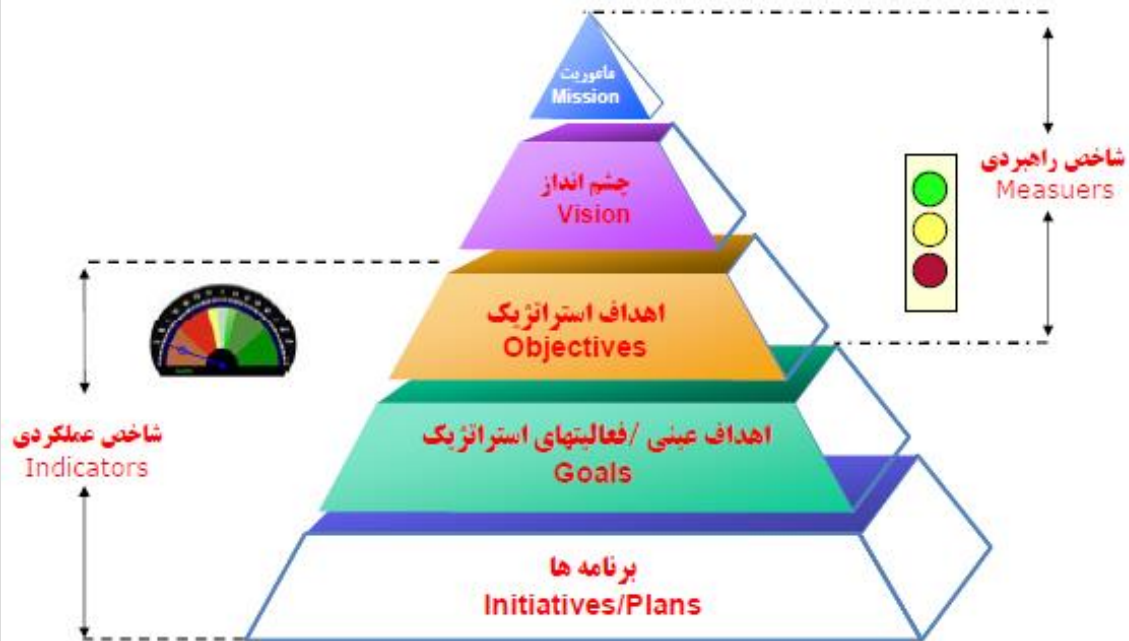 ماموریت
Mission
چشم انداز
Vision
اهداف استراتژیک
Objectives
اهداف عینی /فعالیتهای استراتژیک
Goals
برنامه ها
Initiatives/Plans
شاخص راهبردی
Measuers
شاخص عملکردی
Indicators